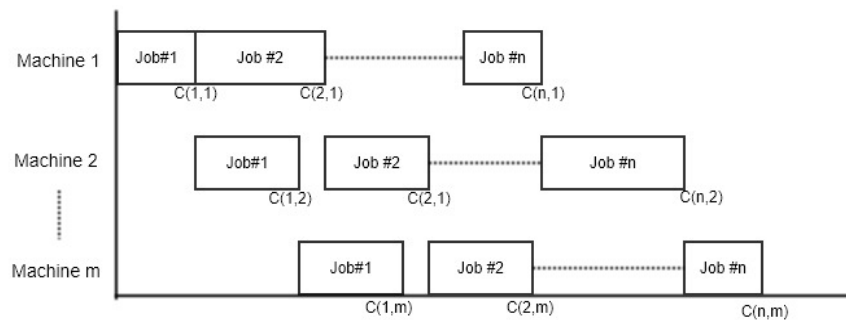 Machine 1
Job#1
Job #2
Job #n
C(1,1)
C(2,1)
C(n,1)
Machine 2
Job#1
Job #2
Job #n
C(1,2)
C(2,1)
C(n,2)
Machine m
Job#1
Job #2
Job #n
C(1,m)
C(2,m)
C(n,m)